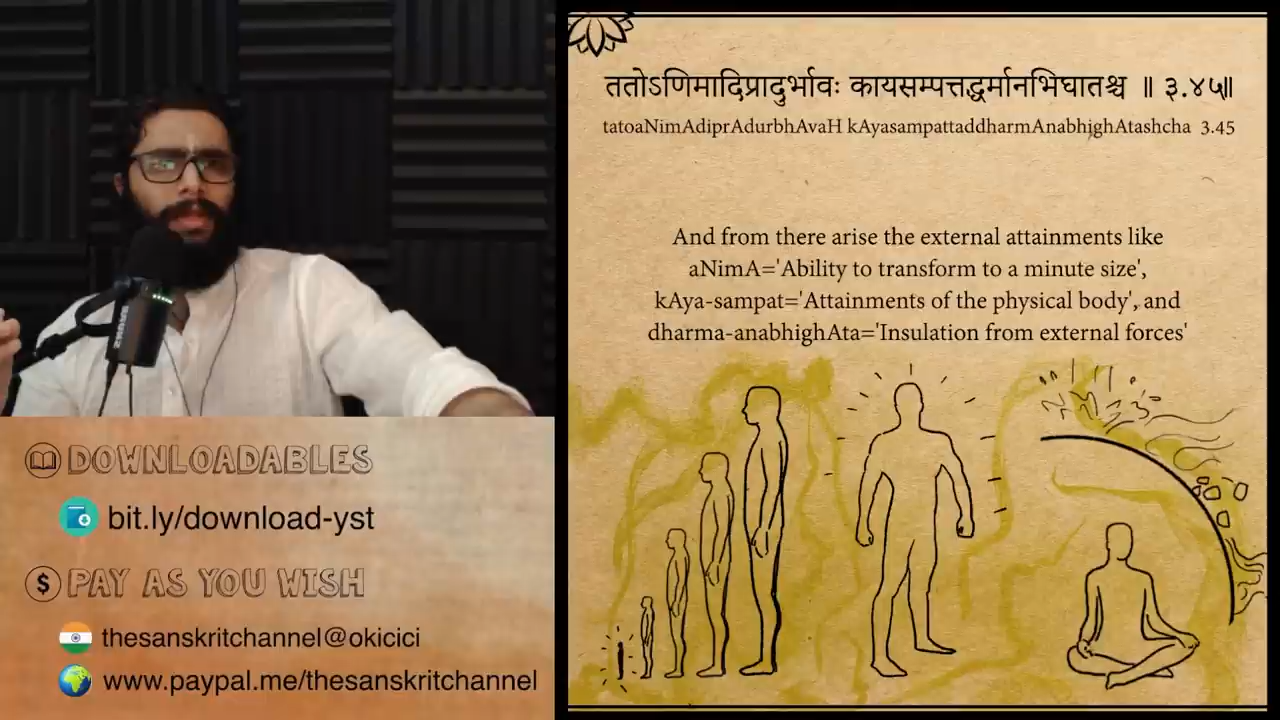 ततोऽणिमादिप्रादुर्भावः कायसम्पत्तद्धर्मानभिघातश्च ॥ ३.४५॥
tatoaNimAdiprAdurbhAvaH kAyasampattaddharmAnabhighAtashcha 3.45
And from there arise the external attainments like
aNimA='Ability to transform to a minute size',
kAya-sampat='Attainments of the physical body', and
dharma-anabhighAta='Insulation from external forces'
DOWNLOADABLES
bit.ly/download-yst
$ PAY AS YOU WISH
thesanskritchannel@okicici
www.paypal.me/thesanskritchannel